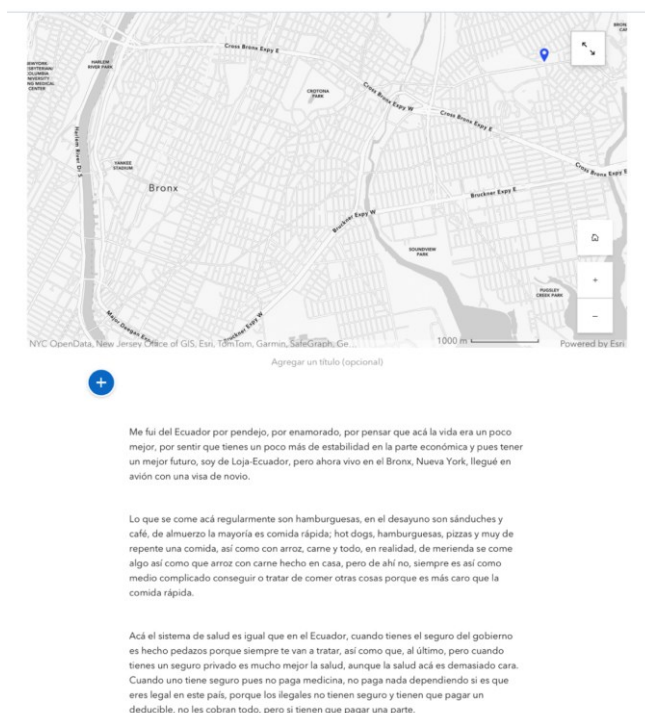 BRONX
Cross Bronx Expy E
HARLEM
RIVER PARK
NG MEDICAL
CENTER
CROTONA
PARK
Cross Bronx Expy W
Cross Bronx Expy E
Harlem River Dr S
YANKEE
STADIUM
Cross Bronx Expy E
Bronx
Bruckner Expy E
Bruckner Expy W
SOUNDVIEW
PARK
PUGSLEY
CREEK PARK
Major Deegan Exp
Bruckner Expy W
NYC OpenData, New Jersey Office of GIS, Esri, TomTom, Garmin, SafeGraph, Ge...
1000 m
Powered by Esri
Agregar un título (opcional)
Me fui del Ecuador por pendejo, por enamorado, por pensar que acá la vida era un poco
mejor, por sentir que tienes un poco más de estabilidad en la parte económica y pues tener
un mejor futuro, soy de Loja-Ecuador, pero ahora vivo en el Bronx, Nueva York, llegué en
avión con una visa de novio.
Lo que se come acá regularmente son hamburguesas, en el desayuno son sánduches y
café, de almuerzo la mayoría es comida rápida; hot dogs, hamburguesas, pizzas y muy de
repente una comida, así como con arroz, carne y todo, en realidad, de merienda se come
algo así como que arroz con carne hecho en casa, pero de ahí no, siempre es así como
medio complicado conseguir o tratar de comer otras cosas porque es más caro que la
comida rápida.
Acá el sistema de salud es igual que en el Ecuador, cuando tienes el seguro del gobierno
es hecho pedazos porque siempre te van a tratar, así como que, al último, pero cuando
tienes un seguro privado es mucho mejor la salud, aunque la salud acá es demasiado cara.
Cuando uno tiene seguro pues no paga medicina, no paga nada dependiendo si es que
eres legal en este país, porque los ilegales no tienen seguro y tienen que pagar un
deducible, no les cobran todo, pero si tienen que pagar una parte.